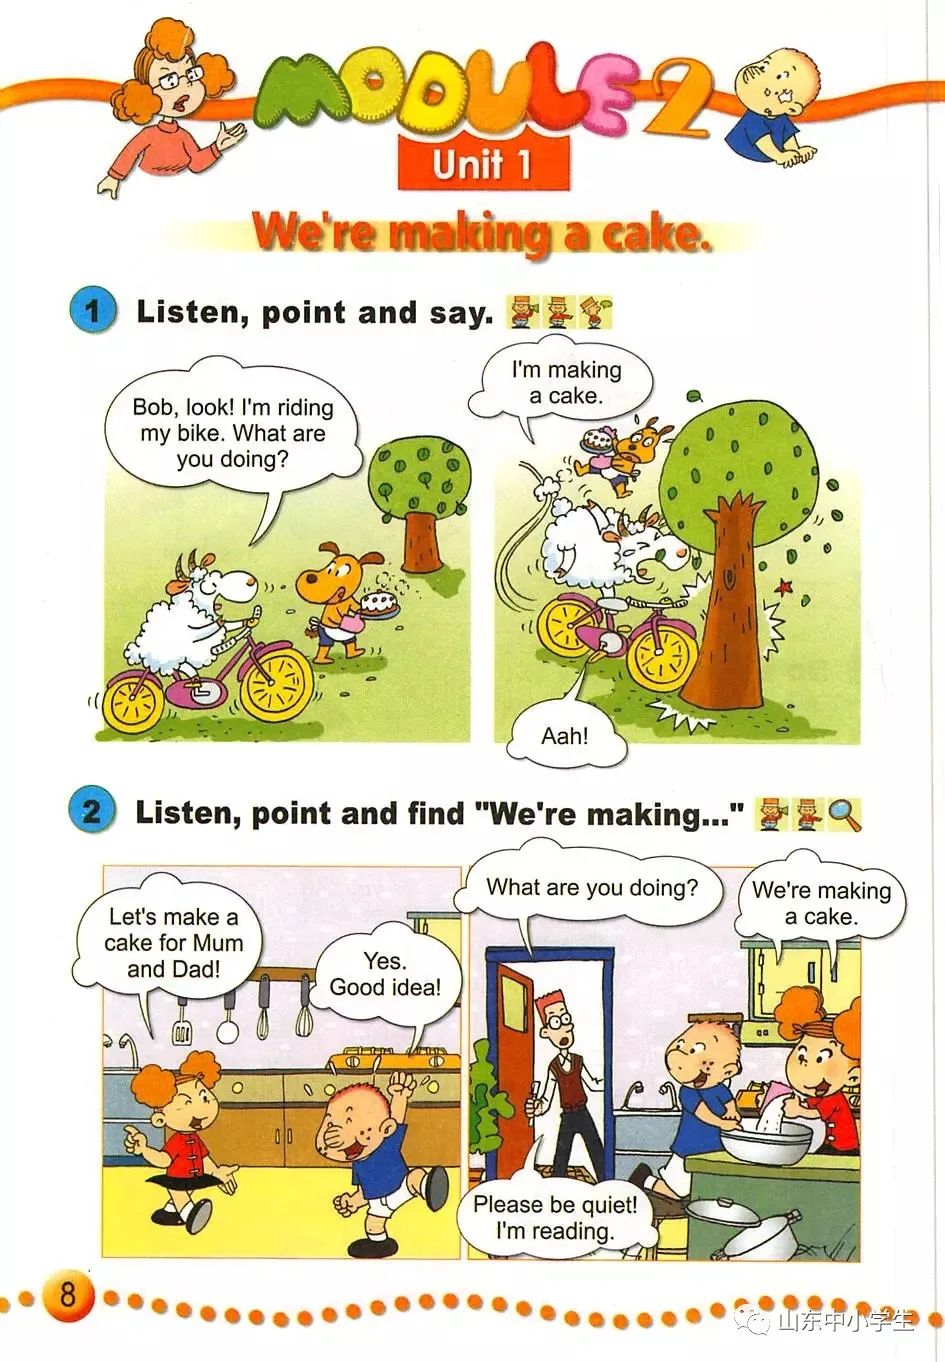 MODULE 2
Unit 1
We're making a cake.
1 Listen, point and say.
Bob, look! I'm riding
my bike. What are
you doing?
I'm making
a cake.
Aah!
2 Listen, point and find "We're making..."
Let's make a
cake for Mum
and Dad!
Yes.
Good idea!
What are you doing?
We're making
a cake.
Please be quiet!
I'm reading.
8
山东中小学生